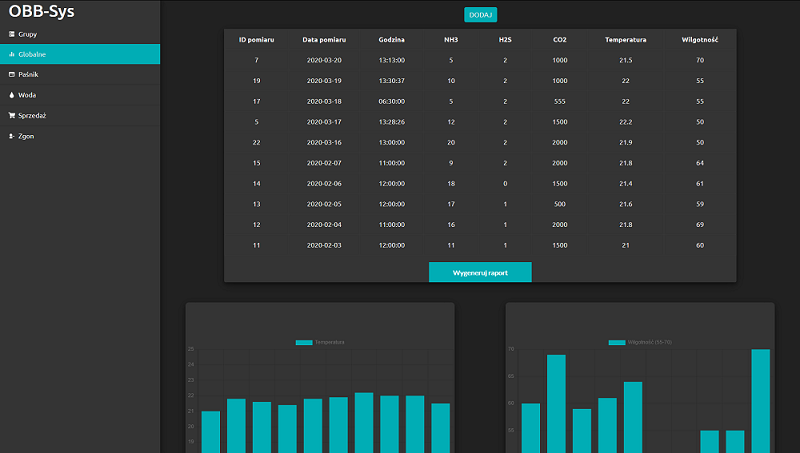 OBB-Sys
Grupy
Globalne
Paśnik
Woda
Sprzedaż
Zgon
DODAJ
ID pomiaru Data pomiaru Godzina NH3 H2S CO2 Temperatura Wilgotność
7 2020-03-20 13:13:00 5 2 1000 21.5 70
19 2020-03-19 13:30:37 10 2 1000 22 55
17 2020-03-18 06:30:00 5 2 555 22 55
5 2020-03-17 13:28:26 12 2 1500 22.2 50
22 2020-03-16 13:00:00 20 2 2000 21.9 50
15 2020-02-07 11:00:00 9 2 2000 21.8 64
14 2020-02-06 12:00:00 18 0 1500 21.4 61
13 2020-02-05 12:00:00 17 1 500 21.6 59
12 2020-02-04 11:00:00 16 1 2000 21.8 69
11 2020-02-03 12:00:00 11 1 1500 21 60
Wygeneruj raport
Temperatura
25
24
23
22
21
20
19
Wilgotność (55-70)
70
65
60
55